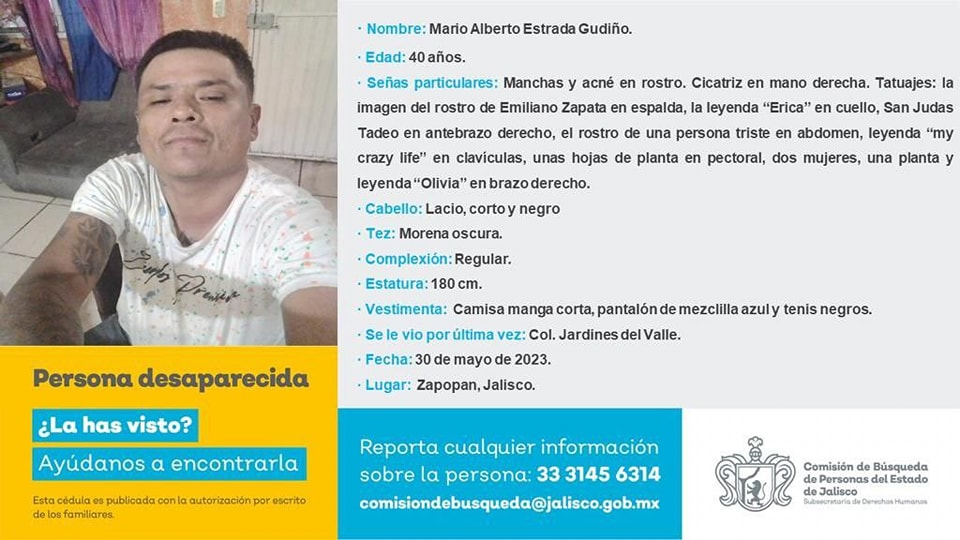 · Nombre: Mario Alberto Estrada Gudiño.
· Edad: 40 años.
· Señas particulares: Manchas y acné en rostro. Cicatriz en mano derecha. Tatuajes: la
imagen del rostro de Emiliano Zapata en espalda, la leyenda “Erica” en cuello, San Judas
Tadeo en antebrazo derecho, el rostro de una persona triste en abdomen, leyenda “my
crazy life” en clavículas, unas hojas de planta en pectoral, dos mujeres, una planta y
leyenda “Olivia” en brazo derecho.
· Cabello: Lacio, corto y negro
· Tez: Morena oscura.
· Complexión: Regular.
· Estatura: 180 cm.
· Vestimenta: Camisa manga corta, pantalón de mezclilla azul y tenis negros.
· Se le vio por última vez: Col. Jardines del Valle.
· Fecha: 30 de mayo de 2023.
· Lugar: Zapopan, Jalisco.
Persona desaparecida
¿La has visto?
Ayúdanos a encontrarla
Esta cédula es publicada con la autorización por escrito
de los familiares.
Reporta cualquier información
sobre la persona: 33 3145 6314
comisiondebusqueda@jalisco.gob.mx
Comisión de Búsqueda
de Personas del Estado
de Jalisco
Subsecretaría de Derechos Humanos